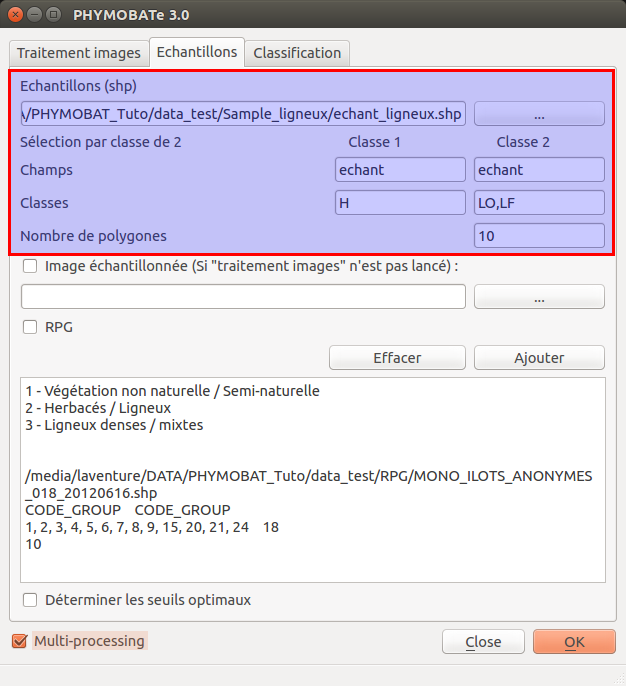 PHYMOBATe 3.0
Traitement images Echantillons Classification
Echantillons (shp)
/PHYMOBAT_Tuto/data_test/Sample_ligneux/echant_ligneux.shp ...
Sélection par classe de 2 Classe 1 Classe 2
Champs echant echant
Classes H LO,LF
Nombre de polygones 10
Image échantillonnée (Si "traitement images" n'est pas lancé) :
...
RPG
Effacer Ajouter
1 - Végétation non naturelle / Semi-naturelle
2 - Herbacés / Ligneux
3 - Ligneux denses / mixtes
/media/laventure/DATA/PHYMOBAT_Tuto/data_test/RPG/MONO_ILOTS_ANONYMES
_018_20120616.shp
CODE_GROUP CODE_GROUP
1, 2, 3, 4, 5, 6, 7, 8, 9, 15, 20, 21, 24 18
10
Déterminer les seuils optimaux
Multi-processing Close OK